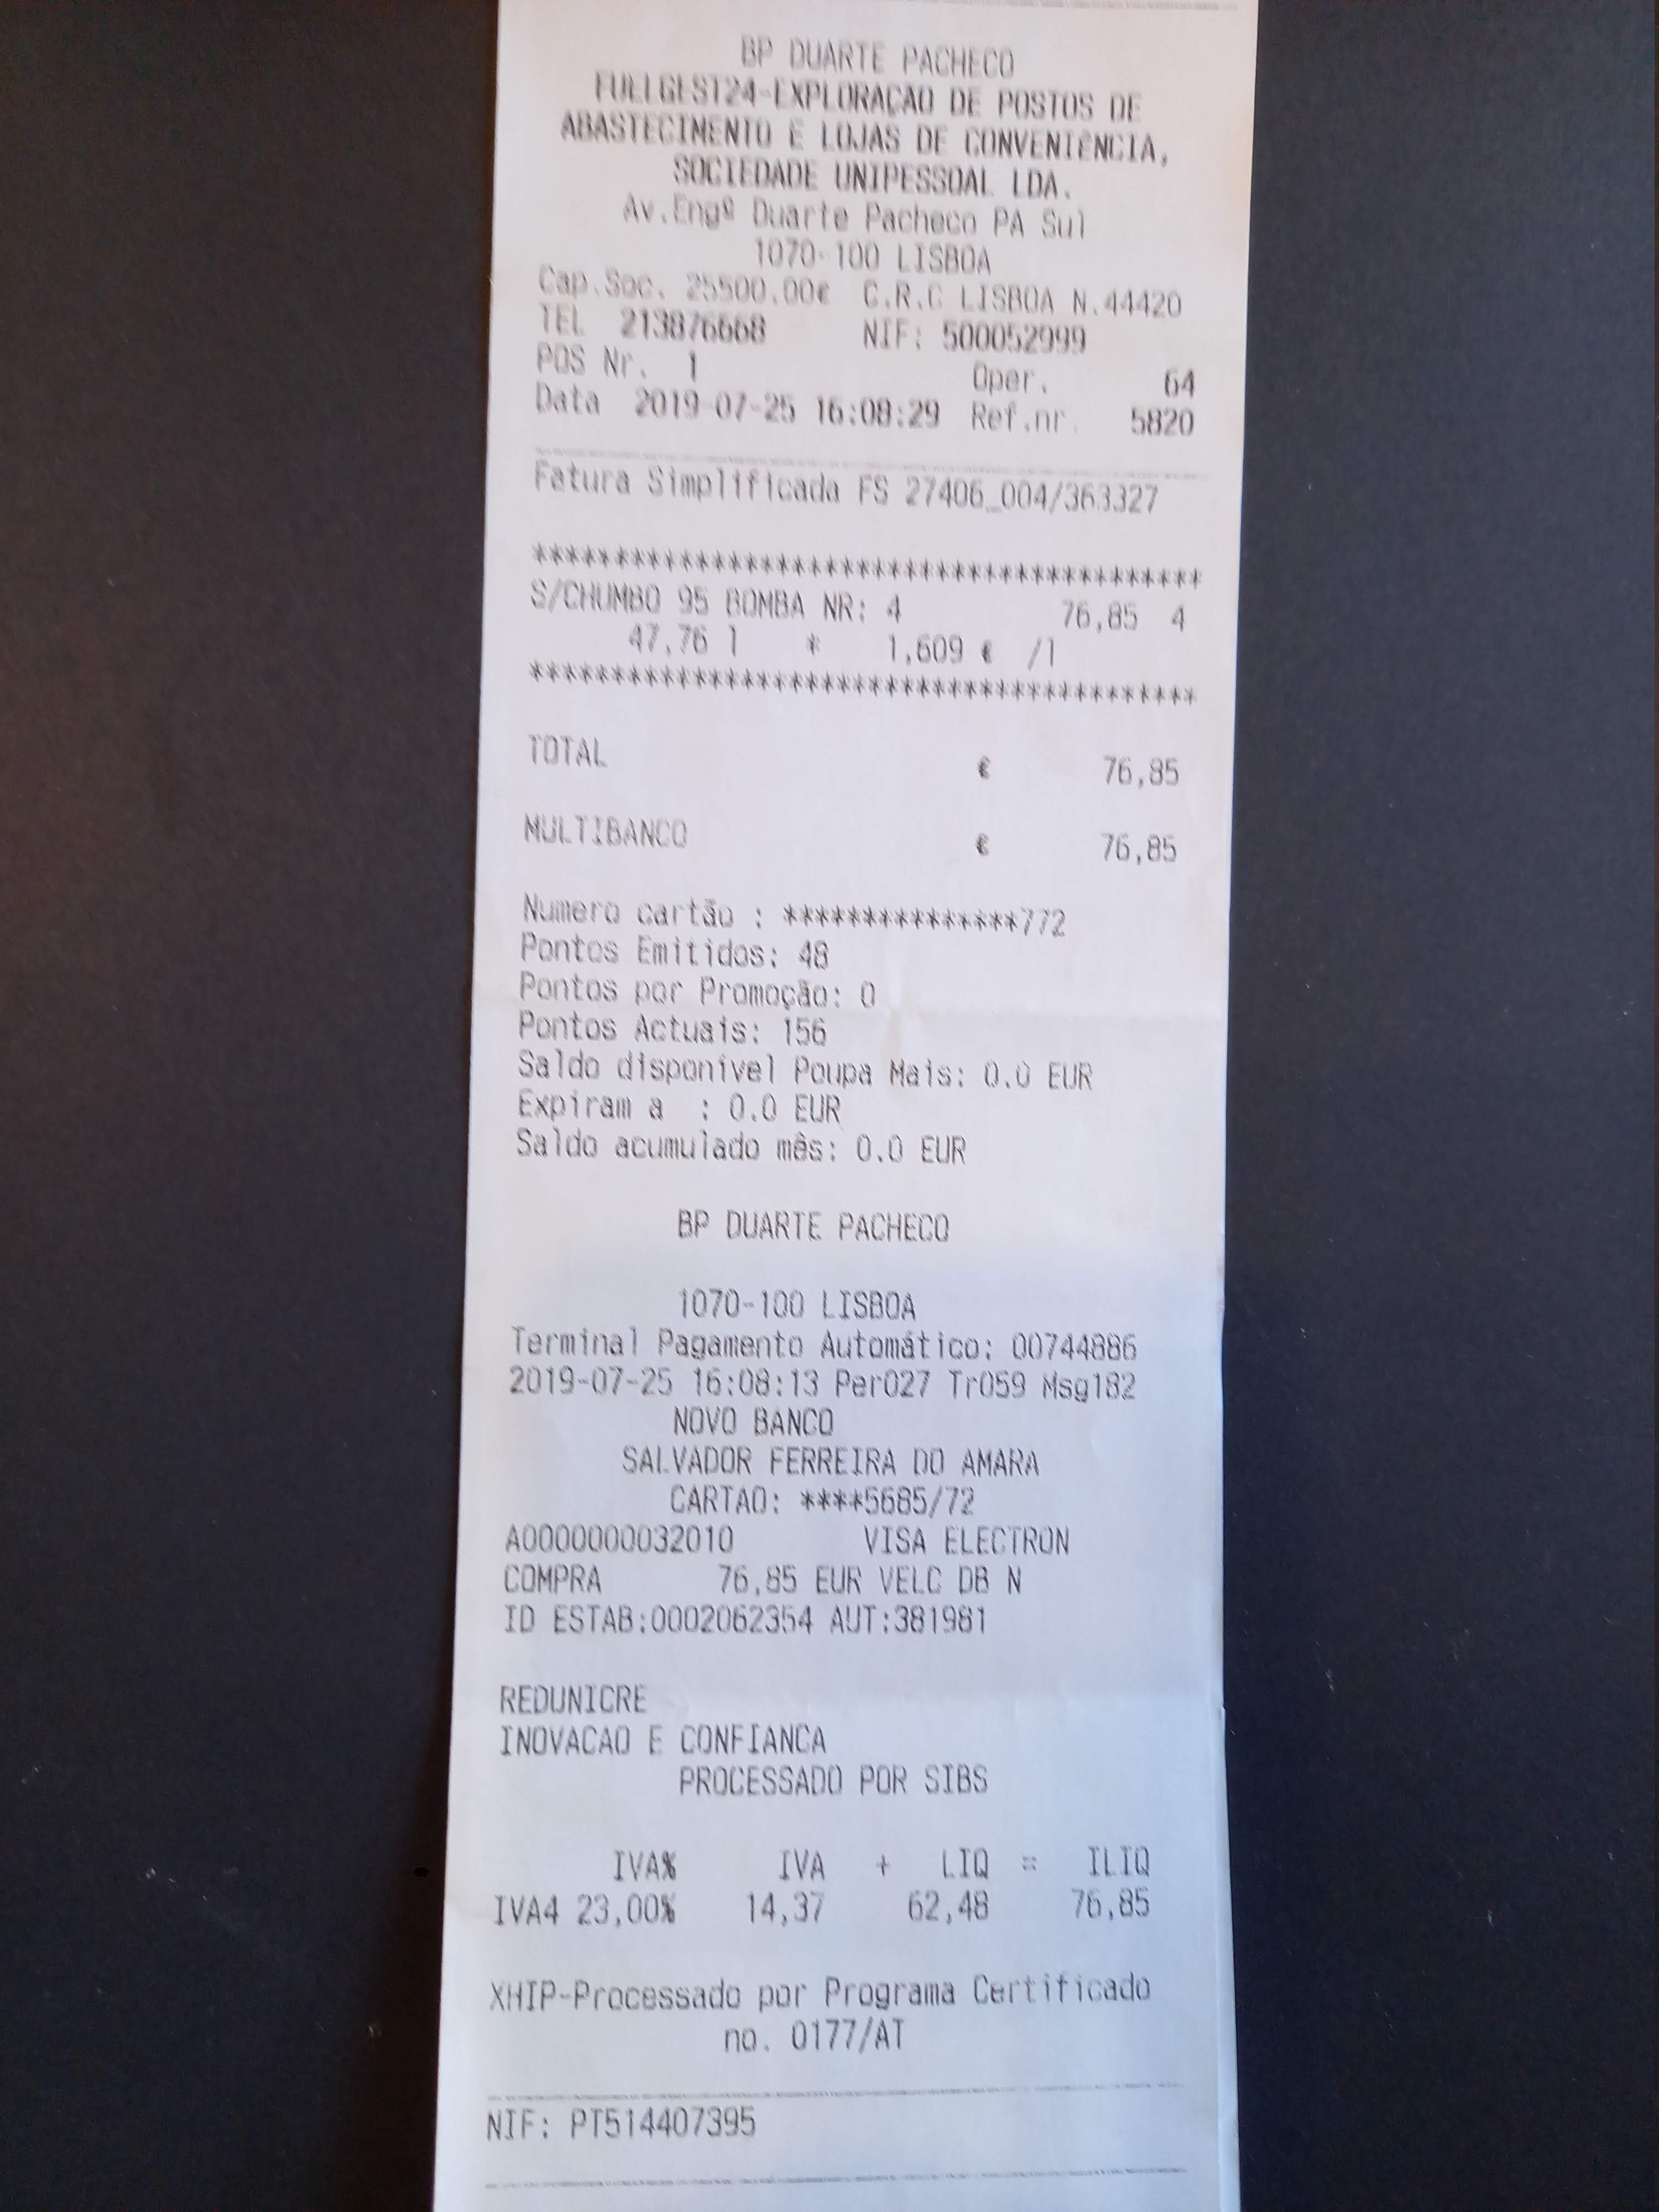 BP DUARTE PACHECO
FULLGEST24-EXPLORAÇÃO DE POSTOS DE
ABASTECIMENTO E LOJAS DE CONVENIÊNCIA,
SOCIEDADE UNIPESSOAL LDA.
Av.Engº Duarte Pacheco PA Sul
1070-100 LISBOA
Cap.Soc. 25500.00€ C.R.C LISBOA N.44420
TEL 213876668 NIF: 500052999
POS Nr. 1 Oper. 64
Data 2019-07-25 16:08:29 Ref.nr. 5820
Fatura Simplificada FS 27406_004/363327
*****************************************
S/CHUMBO 95 BOMBA NR: 4 76,85 4
47,76 l * 1,609 € /l
*****************************************
TOTAL € 76,85
MULTIBANCO € 76,85
Numero cartão : ***************772
Pontos Emitidos: 48
Pontos por Promoção: 0
Pontos Actuais: 156
Saldo disponível Poupa Mais: 0.0 EUR
Expiram a : 0.0 EUR
Saldo acumulado mês: 0.0 EUR
BP DUARTE PACHECO
1070-100 LISBOA
Terminal Pagamento Automático: 00744886
2019-07-25 16:08:13 Per027 Tr059 Msg182
NOVO BANCO
SALVADOR FERREIRA DO AMARA
CARTAO: ****5685/72
A0000000032010 VISA ELECTRON
COMPRA 76,85 EUR VELC DB N
ID ESTAB:0002062354 AUT:381981
REDUNICRE
INOVACAO E CONFIANCA
PROCESSADO POR SIBS
IVA% IVA + LIQ = ILIQ
IVA4 23,00% 14,37 62,48 76,85
XHIP-Processado por Programa Certificado
no. 0177/AT
NIF: PT514407395